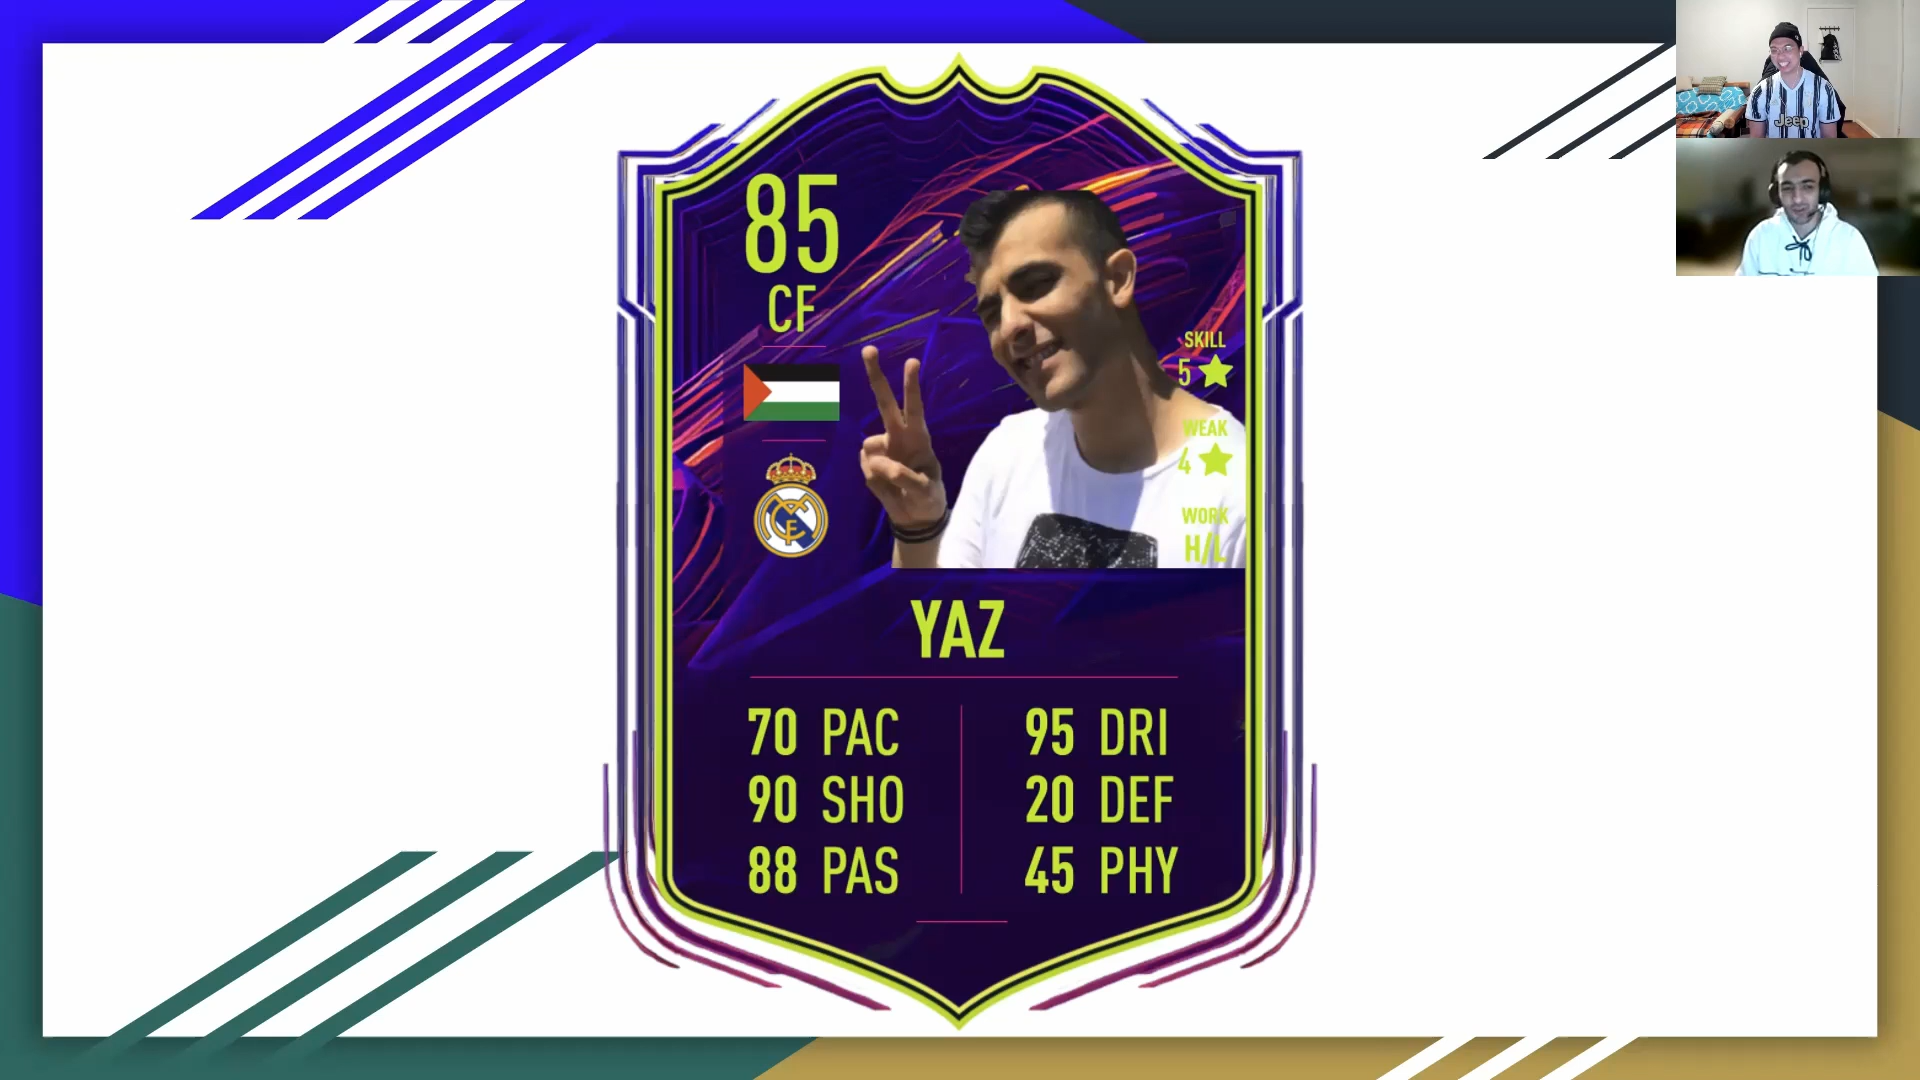 85
CF
SKILL
5
WEAK
4
WORK
H/L
YAZ
70 PAC
90 SHO
88 PAS
95 DRI
20 DEF
45 PHY
Jeep